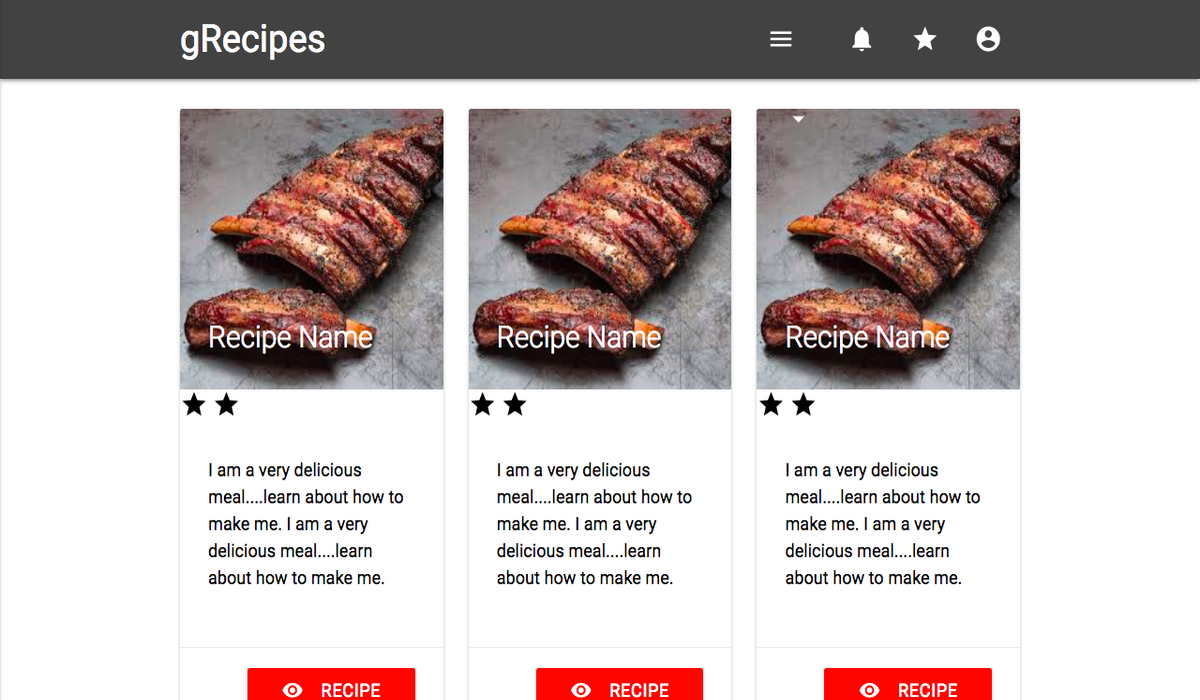 gRecipes
Recipe Name
I am a very delicious
meal....learn about how to
make me. I am a very
delicious meal....learn
about how to make me.
RECIPE
Recipe Name
I am a very delicious
meal....learn about how to
make me. I am a very
delicious meal....learn
about how to make me.
RECIPE
Recipe Name
I am a very delicious
meal....learn about how to
make me. I am a very
delicious meal....learn
about how to make me.
RECIPE